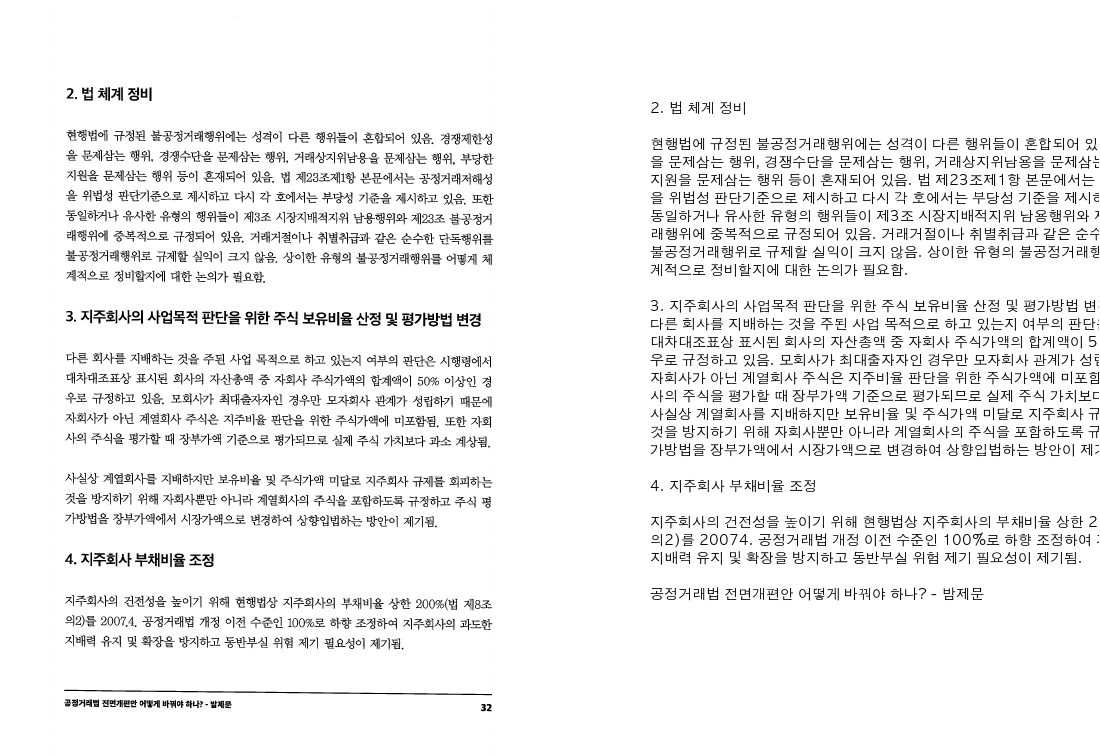 2. 법 체계 정비
현행법에 규정된 불공정거래행위에는 성격이 다른 행위들이 혼합되어 있음. 경쟁제한성
을 문제삼는 행위, 경쟁수단을 문제삼는 행위, 거래상지위남용을 문제삼는 행위, 부당한
지원을 문제삼는 행위 등이 혼재되어 있음. 법 제23조제1항 본문에서는 공정거래저해성
을 위법성 판단기준으로 제시하고 다시 각 호에서는 부당성 기준을 제시하고 있음. 또한
동일하거나 유사한 유형의 행위들이 제3조 시장지배적지위 남용행위와 제23조 불공정거
래행위에 중복적으로 규정되어 있음. 거래거절이나 취별취급과 같은 순수한 단독행위를
불공정거래행위로 규제할 실익이 크지 않음. 상이한 유형의 불공정거래행위를 어떻게 체
계적으로 정비할지에 대한 논의가 필요함.
3. 지주회사의 사업목적 판단을 위한 주식 보유비율 산정 및 평가방법 변경
다른 회사를 지배하는 것을 주된 사업 목적으로 하고 있는지 여부의 판단은 시행령에서
대차대조표상 표시된 회사의 자산총액 중 자회사 주식가액의 합계액이 50% 이상인 경
우로 규정하고 있음. 모회사가 최대출자자인 경우만 모자회사 관계가 성립하기 때문에
자회사가 아닌 계열회사 주식은 지주비율 판단을 위한 주식가액에 미포함됨. 또한 자회
사의 주식을 평가할 때 장부가액 기준으로 평가되므로 실제 주식 가치보다 과소 계상됨.
사실상 계열회사를 지배하지만 보유비율 및 주식가액 미달로 지주회사 규제를 회피하는
것을 방지하기 위해 자회사뿐만 아니라 계열회사의 주식을 포함하도록 규정하고 주식 평
가방법을 장부가액에서 시장가액으로 변경하여 상향입법하는 방안이 제기됨.
4. 지주회사 부채비율 조정
지주회사의 건전성을 높이기 위해 현행법상 지주회사의 부채비율 상한 200%(법 제8조
의2)를 2007.4. 공정거래법 개정 이전 수준인 100%로 하향 조정하여 지주회사의 과도한
지배력 유지 및 확장을 방지하고 동반부실 위험 제기 필요성이 제기됨.
공정거래법 전면개편안 어떻게 바꿔야 하나? - 발제문
32
2. 법 체계 정비
현행법에 규정된 불공정거래행위에는 성격이 다른 행위들이 혼합되어
을 문제삼는 행위, 경쟁수단을 문제삼는 행위, 거래상지위남용을 문제삼는
지원을 문제삼는 행위 등이 혼재되어 있음. 법 제23조제1항 본문에서는
을 위법성 판단기준으로 제시하고 다시 각 호에서는 부당성 기준을
동일하거나 유사한 유형의 행위들이 제3조 시장지배적지위 남용행위와
래행위에 중복적으로 규정되어 있음. 거래거절이나 취별취급과 같은
불공정거래행위로 규제할 실익이 크지 않음. 상이한 유형의
계적으로 정비할지에 대한 논의가 필요함.
3. 지주회사의 사업목적 판단을 위한 주식 보유비율 산정 및 평가방법
다른 회사를 지배하는 것을 주된 사업 목적으로 하고 있는지 여부의
대차대조표상 표시된 회사의 자산총액 중 자회사 주식가액의 합계액이
우로 규정하고 있음. 모회사가 최대출자자인 경우만 모자회사 관계가
자회사가 아닌 계열회사 주식은 지주비율 판단을 위한 주식가액에
사의 주식을 평가할 때 장부가액 기준으로 평가되므로 실제 주식 가치보다
사실상 계열회사를 지배하지만 보유비율 및 주식가액 미달로 지주회사
것을 방지하기 위해 자회사뿐만 아니라 계열회사의 주식을 포함하도록
가방법을 장부가액에서 시장가액으로 변경하여 상향입법하는 방안이
4. 지주회사 부채비율 조정
지주회사의 건전성을 높이기 위해 현행법상 지주회사의 부채비율 상한
의2)를 20074. 공정거래법 개정 이전 수준인 100%로 하향 조정하여
지배력 유지 및 확장을 방지하고 동반부실 위험 제기 필요성이 제기됨.
공정거래법 전면개편안 어떻게 바꿔야 하나? - 밤제문